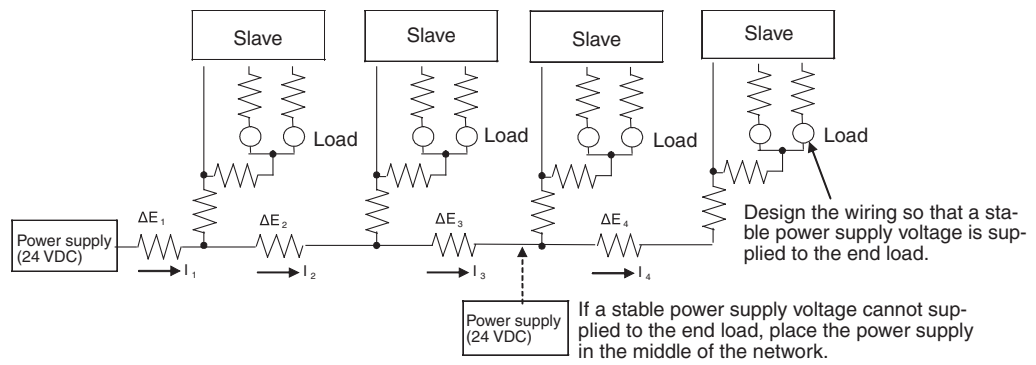 Slave
Slave
Slave
Slave
Load
Load
Load
Load
ΔE₁
ΔE₂
ΔE₃
ΔE₄
Power supply
(24 VDC)
I₁
I₂
I₃
I₄
Design the wiring so that a sta-
ble power supply voltage is sup-
plied to the end load.
Power supply
(24 VDC)
If a stable power supply voltage cannot sup-
plied to the end load, place the power supply
in the middle of the network.